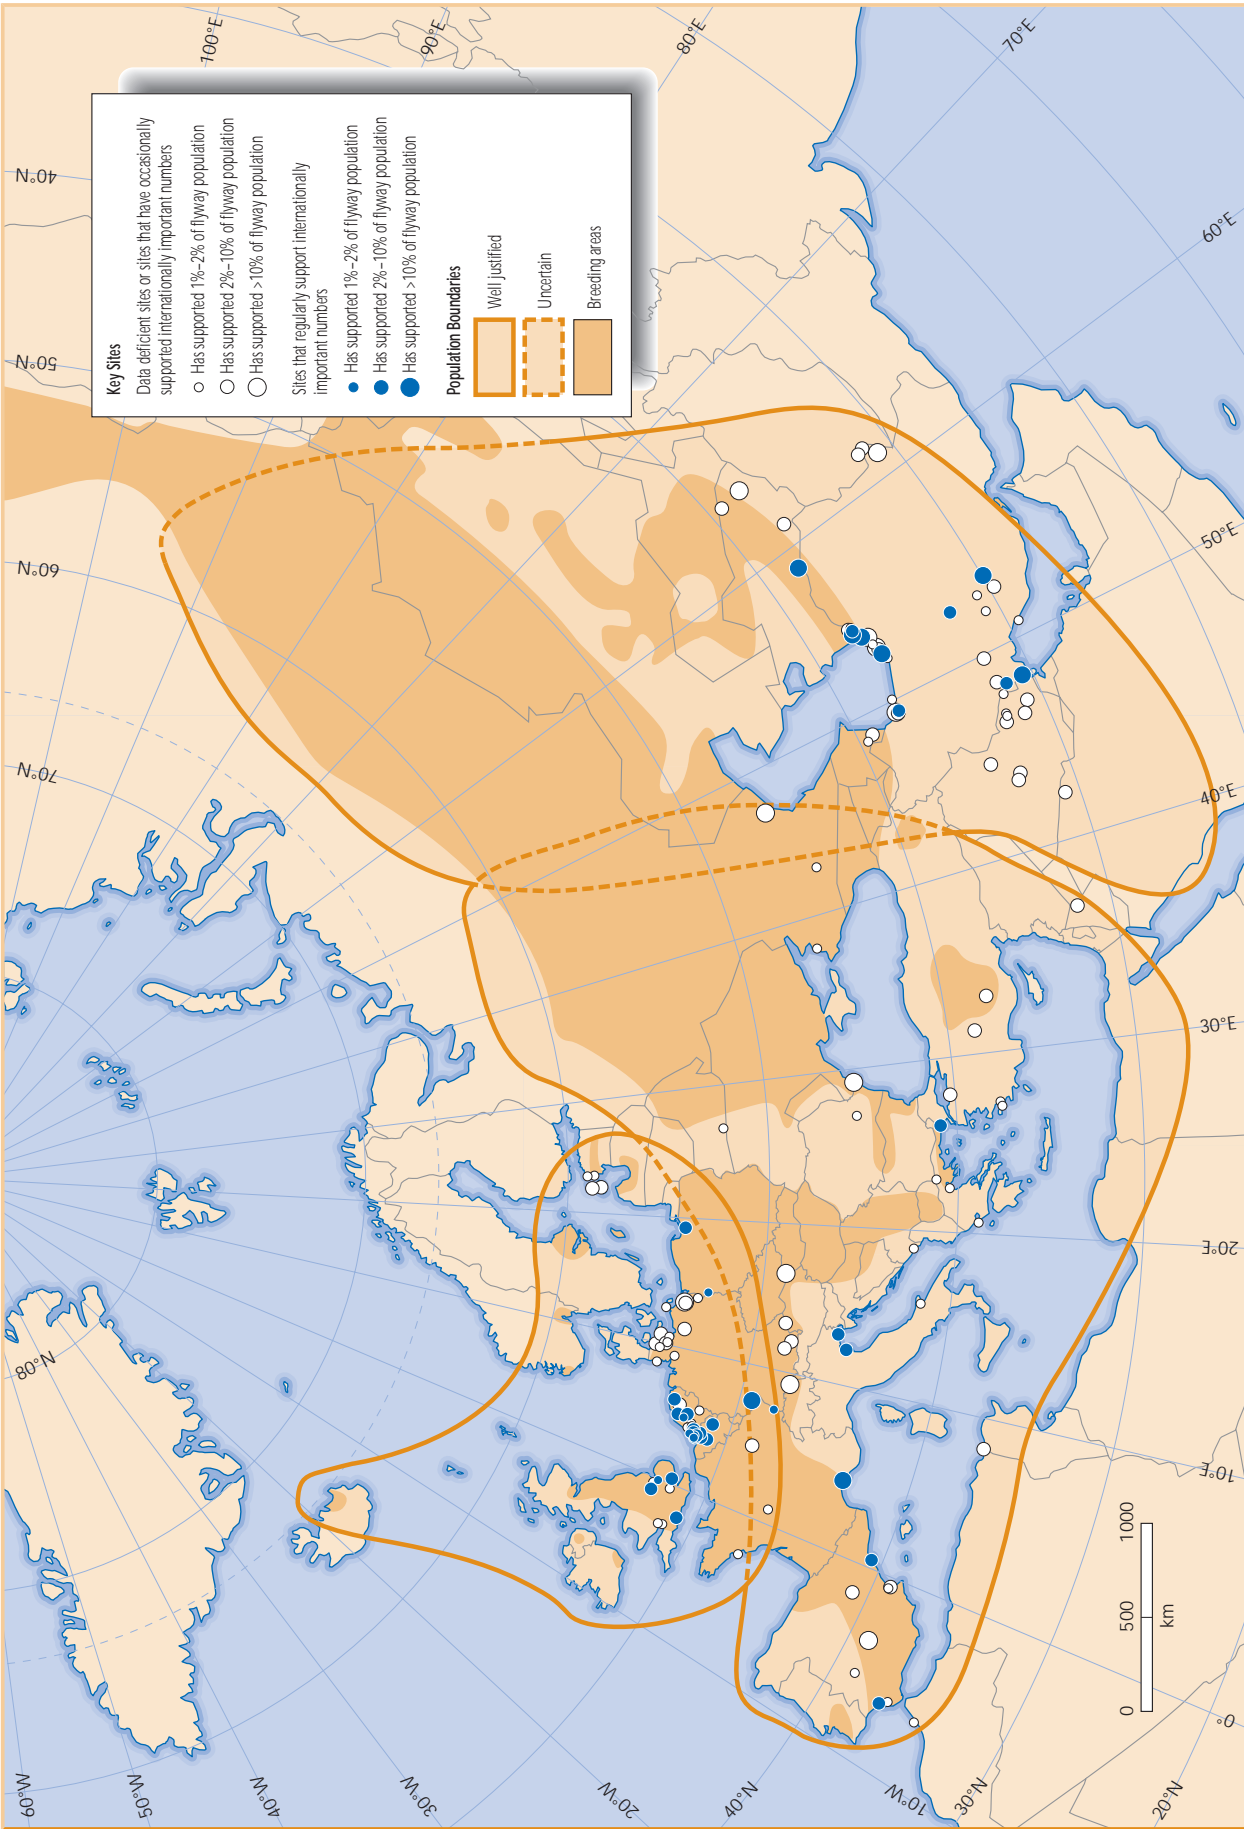 Key Sites
Data deficient sites or sites that have occasionally
supported internationally important numbers
Has supported 1%–2% of flyway population
Has supported 2%–10% of flyway population
Has supported >10% of flyway population
Sites that regularly support internationally
important numbers
Has supported 1%–2% of flyway population
Has supported 2%–10% of flyway population
Has supported >10% of flyway population
Population Boundaries
Well justified
Uncertain
Breeding areas
60°W
50°W
40°W
30°W
20°W
10°W
0°
10°E
20°E
30°E
40°E
50°E
60°E
70°E
80°E
90°E
100°E
80°N
70°N
60°N
50°N
40°N
40°N
30°N
20°N
0 500 1000
km